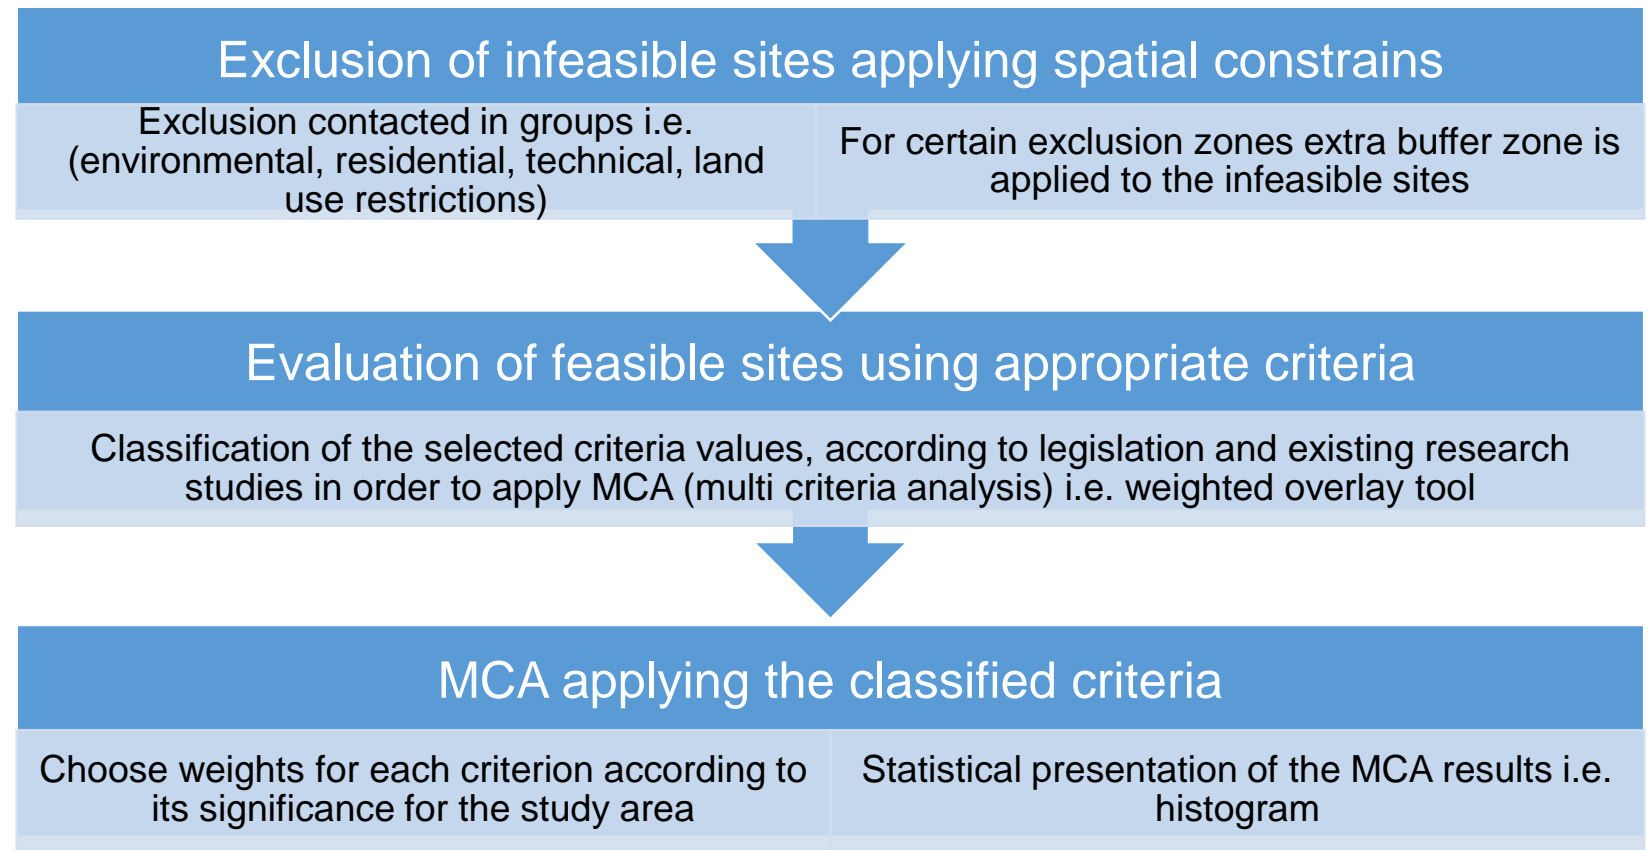 Exclusion of infeasible sites applying spatial constrains
Exclusion contacted in groups i.e.
(environmental, residential, technical, land
use restrictions)
For certain exclusion zones extra buffer zone is
applied to the infeasible sites
Evaluation of feasible sites using appropriate criteria
Classification of the selected criteria values, according to legislation and existing research
studies in order to apply MCA (multi criteria analysis) i.e. weighted overlay tool
MCA applying the classified criteria
Choose weights for each criterion according to
its significance for the study area
Statistical presentation of the MCA results i.e.
histogram